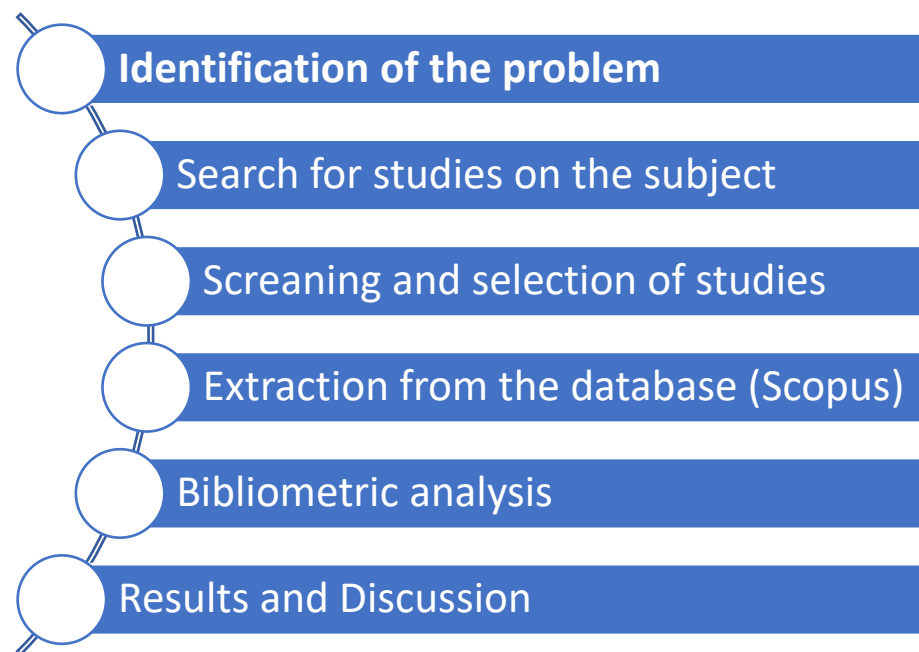 Identification of the problem
Search for studies on the subject
Screaning and selection of studies
Extraction from the database (Scopus)
Bibliometric analysis
Results and Discussion